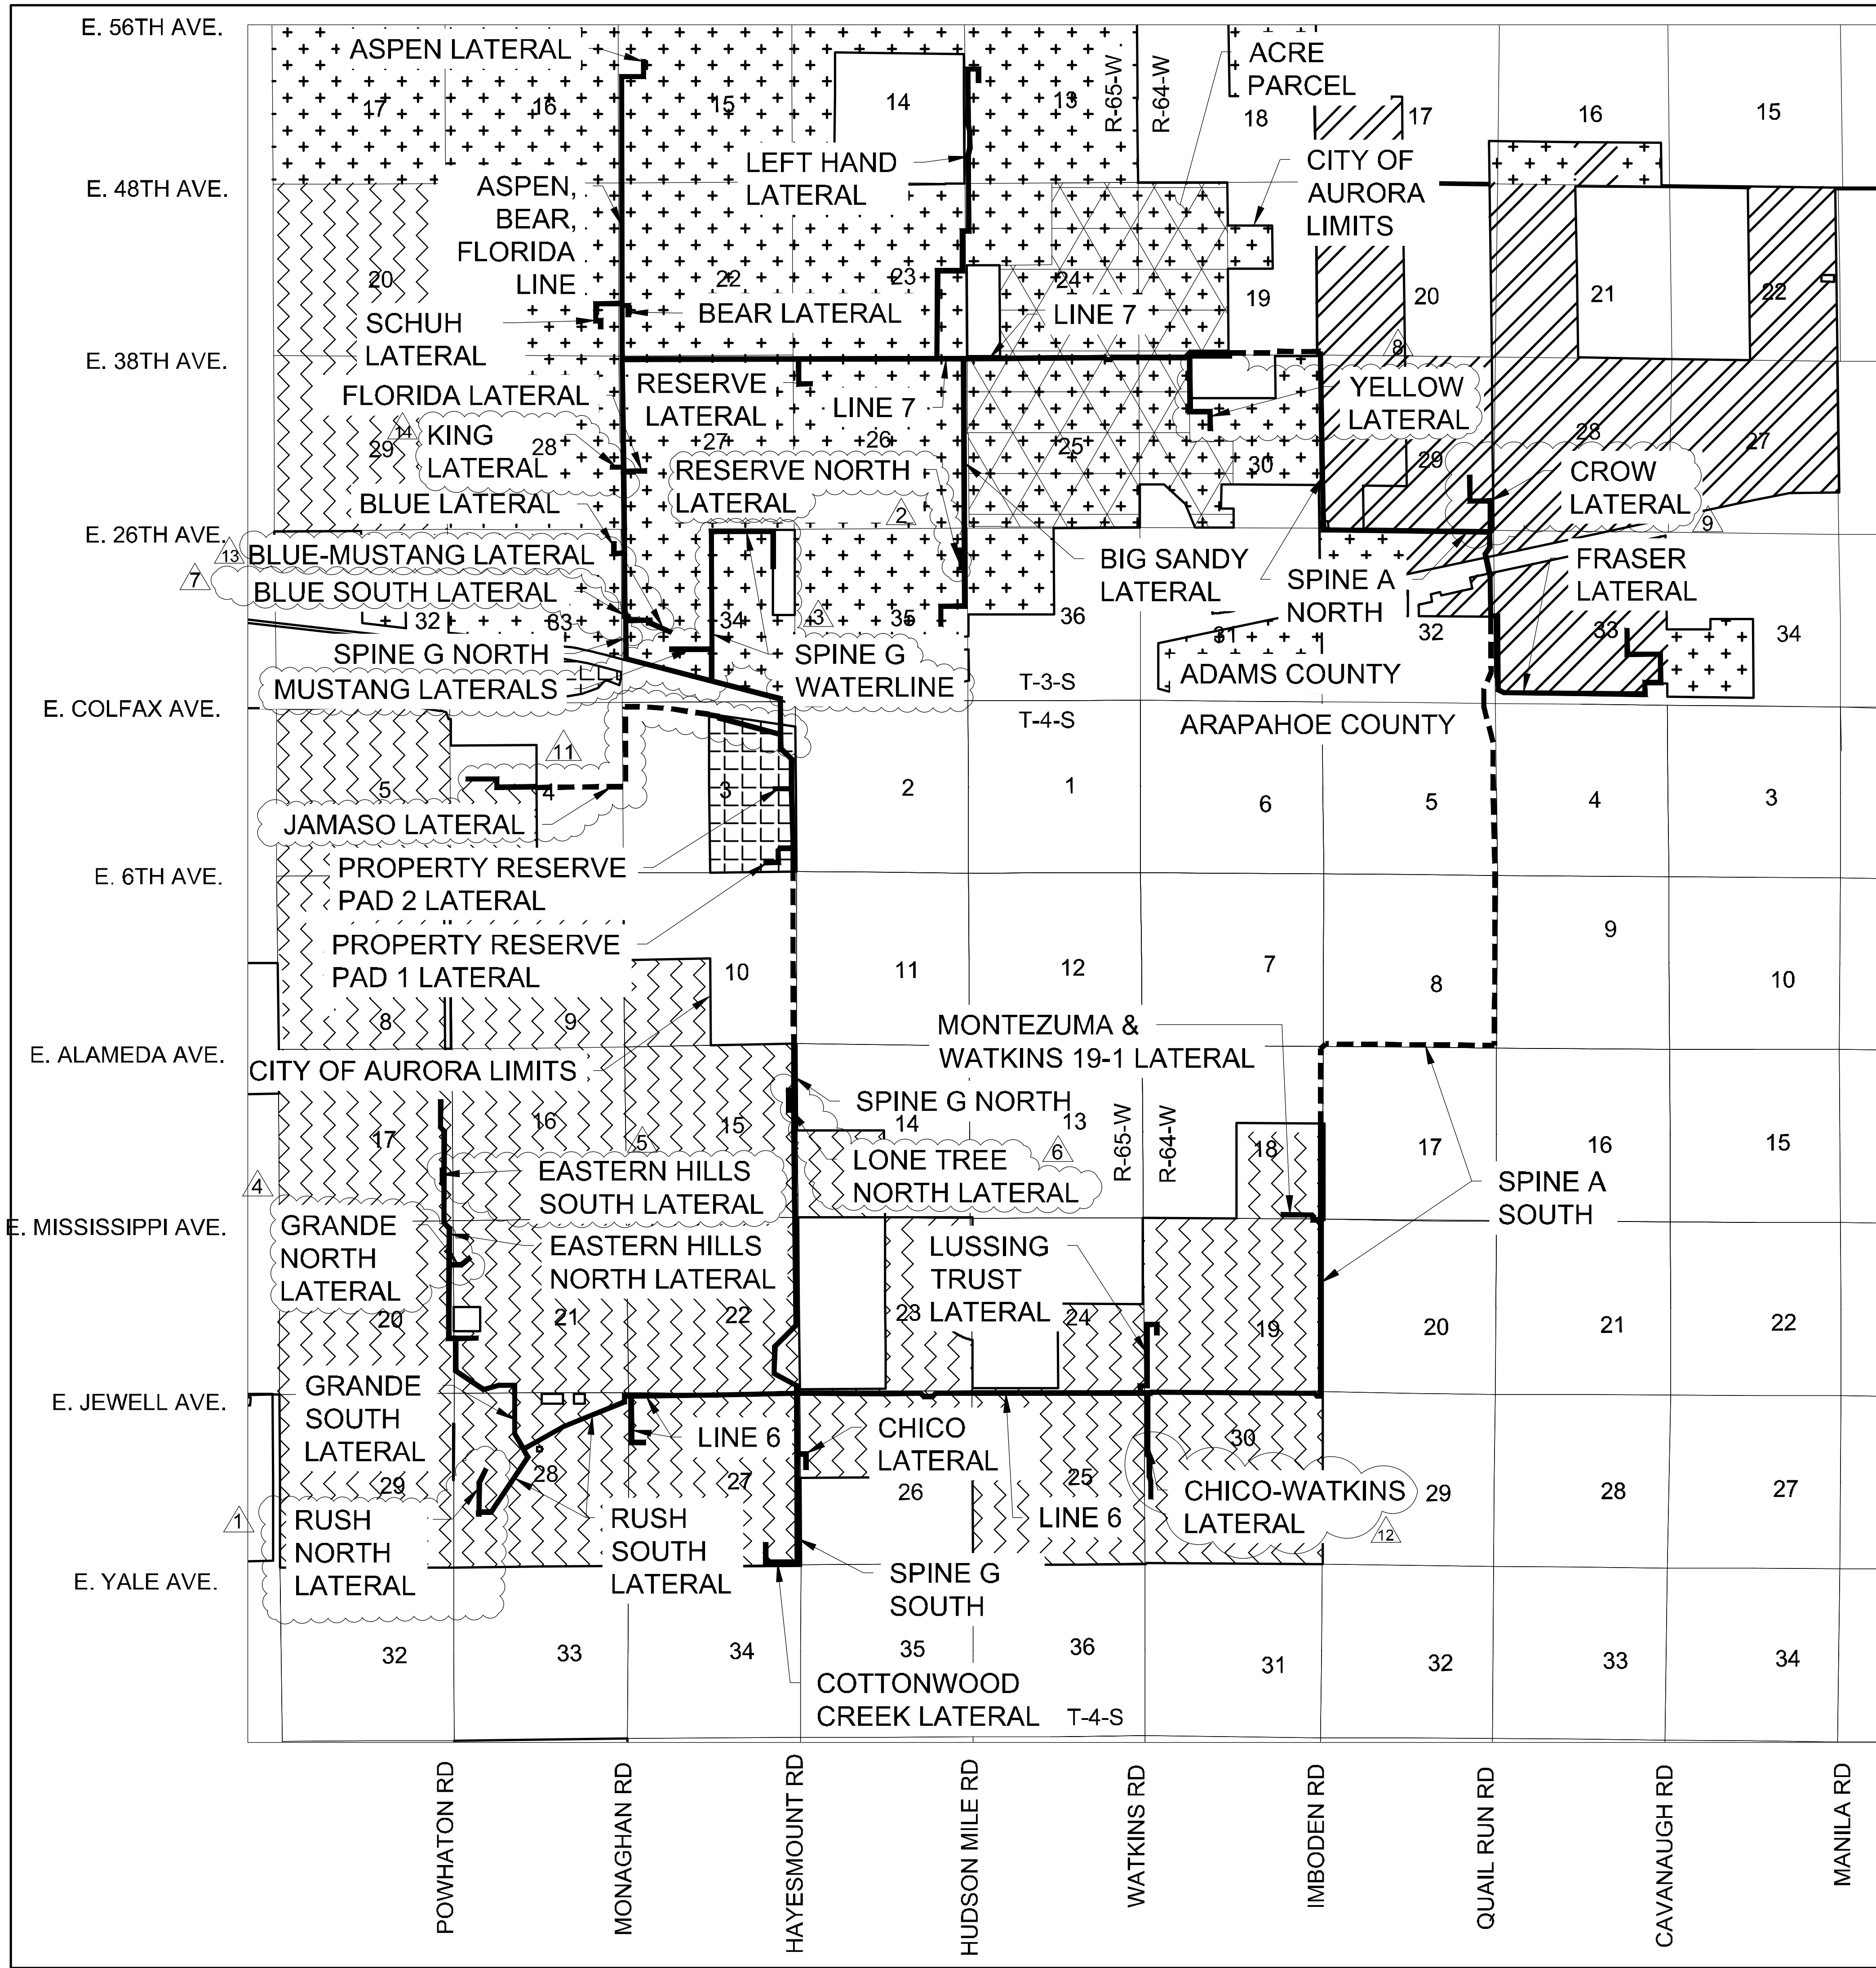 E. 56TH AVE.
ASPEN LATERAL
ACRE
PARCEL
R-65-W
R-64-W
17
16
15
14
13
18
17
16
15
LEFT HAND
LATERAL
CITY OF
AURORA
LIMITS
E. 48TH AVE.
ASPEN,
BEAR,
FLORIDA
LINE
20
22
23
24
19
20
21
22
SCHUH
LATERAL
BEAR LATERAL
LINE 7
E. 38TH AVE.
8
FLORIDA LATERAL
RESERVE
LATERAL
LINE 7
YELLOW
LATERAL
14
KING
LATERAL
29
28
27
26
25
30
29
28
27
RESERVE NORTH
LATERAL
2
CROW
LATERAL
9
BLUE LATERAL
E. 26TH AVE.
13
BLUE-MUSTANG LATERAL
7
BLUE SOUTH LATERAL
BIG SANDY
LATERAL
SPINE A
NORTH
FRASER
LATERAL
32
33
34
3
35
36
31
32
33
34
SPINE G NORTH
MUSTANG LATERALS
SPINE G
WATERLINE
T-3-S
ADAMS COUNTY
E. COLFAX AVE.
T-4-S
ARAPAHOE COUNTY
11
5
4
3
2
1
6
5
4
3
JAMASO LATERAL
PROPERTY RESERVE
PAD 2 LATERAL
E. 6TH AVE.
PROPERTY RESERVE
PAD 1 LATERAL
8
9
10
11
12
7
8
9
10
E. ALAMEDA AVE.
MONTEZUMA &
WATKINS 19-1 LATERAL
CITY OF AURORA LIMITS
SPINE G NORTH
R-65-W
R-64-W
17
16
15
14
13
18
17
16
15
4
5
6
EASTERN HILLS
SOUTH LATERAL
LONE TREE
NORTH LATERAL
SPINE A
SOUTH
E. MISSISSIPPI AVE.
GRANDE
NORTH
LATERAL
EASTERN HILLS
NORTH LATERAL
LUSSING
TRUST
LATERAL
20
21
22
23
24
19
20
21
22
E. JEWELL AVE.
GRANDE
SOUTH
LATERAL
LINE 6
CHICO
LATERAL
29
28
27
26
25
30
29
28
27
1
RUSH
NORTH
LATERAL
RUSH
SOUTH
LATERAL
LINE 6
CHICO-WATKINS
LATERAL
12
E. YALE AVE.
SPINE G
SOUTH
32
33
34
35
36
31
32
33
34
COTTONWOOD
CREEK LATERAL
T-4-S
POWHATON RD
MONAGHAN RD
HAYESMOUNT RD
HUDSON MILE RD
WATKINS RD
IMBODEN RD
QUAIL RUN RD
CAVANAUGH RD
MANILA RD